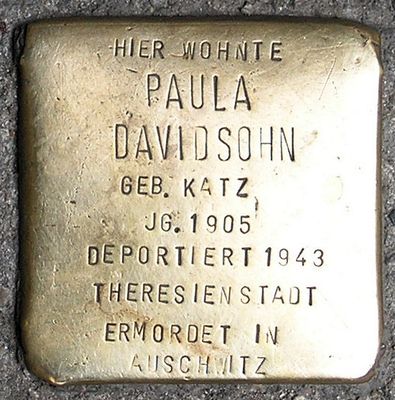 HIER WOHNTE
PAULA
DAVIDSOHN
GEB. KATZ
JG. 1905
DEPORTIERT 1943
THERESIENSTADT
ERMORDET IN
AUSCHWITZ